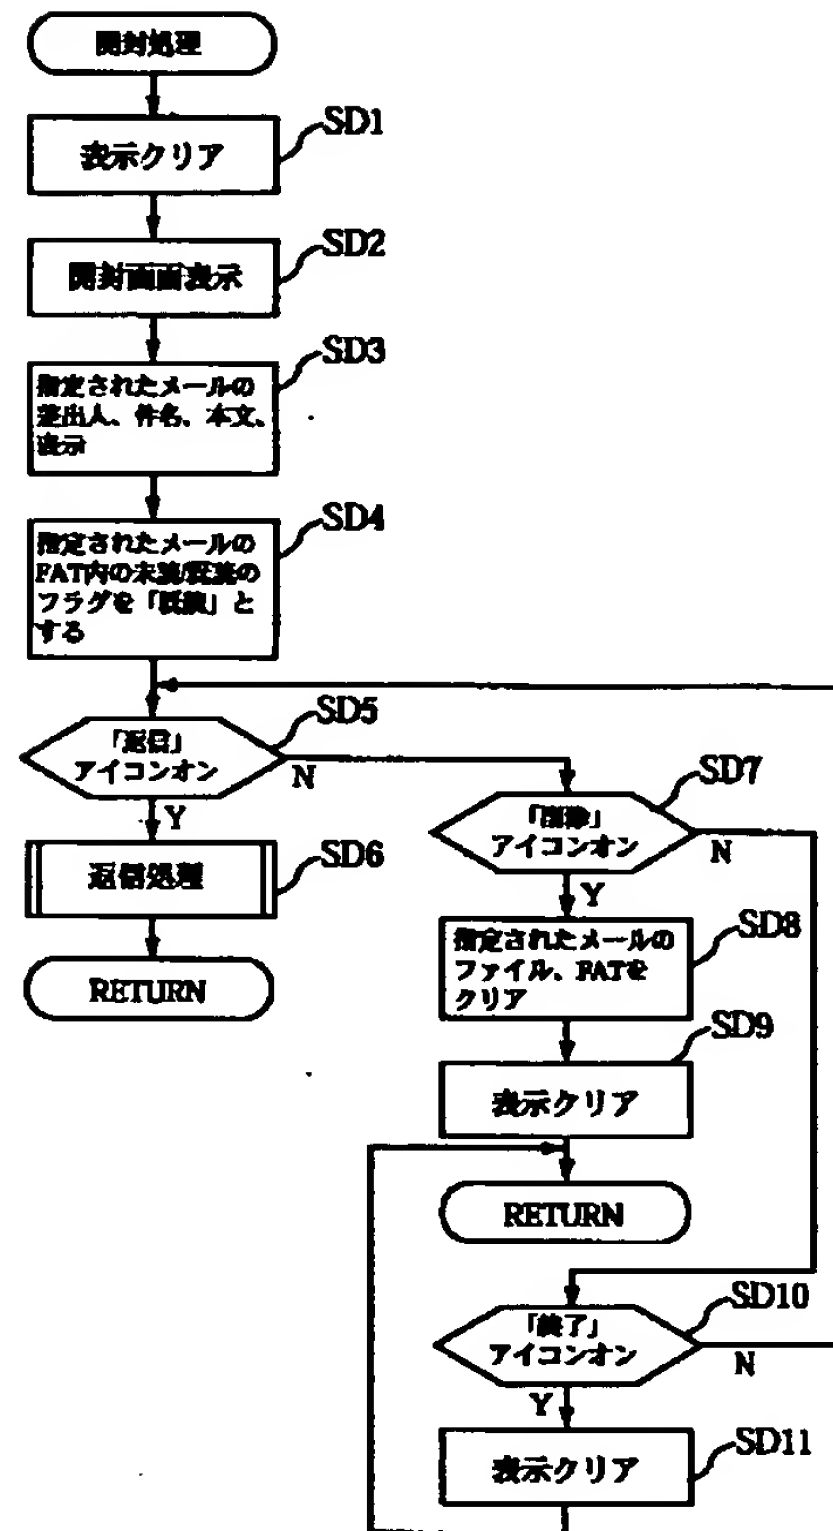 開封処理
SD1
表示クリア
SD2
開封画面表示
SD3
指定されたメールの
差出人、件名、本文、
表示
SD4
指定されたメールの
FAT内の未読/既読の
フラグを「既読」と
する
SD5
「返信」
アイコンオン
N
Y
SD7
「削除」
アイコンオン
N
Y
SD6
返信処理
RETURN
SD8
指定されたメールの
ファイル、FATを
クリア
SD9
表示クリア
RETURN
SD10
「終了」
アイコンオン
N
Y
SD11
表示クリア